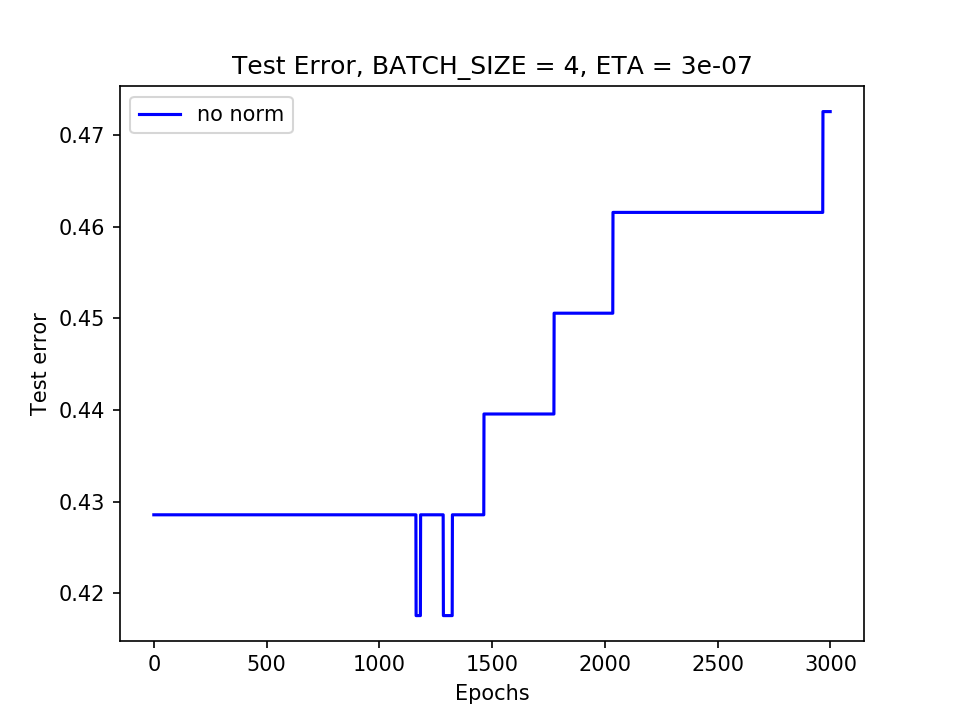 Test Error, BATCH_SIZE = 4, ETA = 3e-07
no norm
0.47
0.46
0.45
0.44
0.43
0.42
Test error
0 500 1000 1500 2000 2500 3000
Epochs